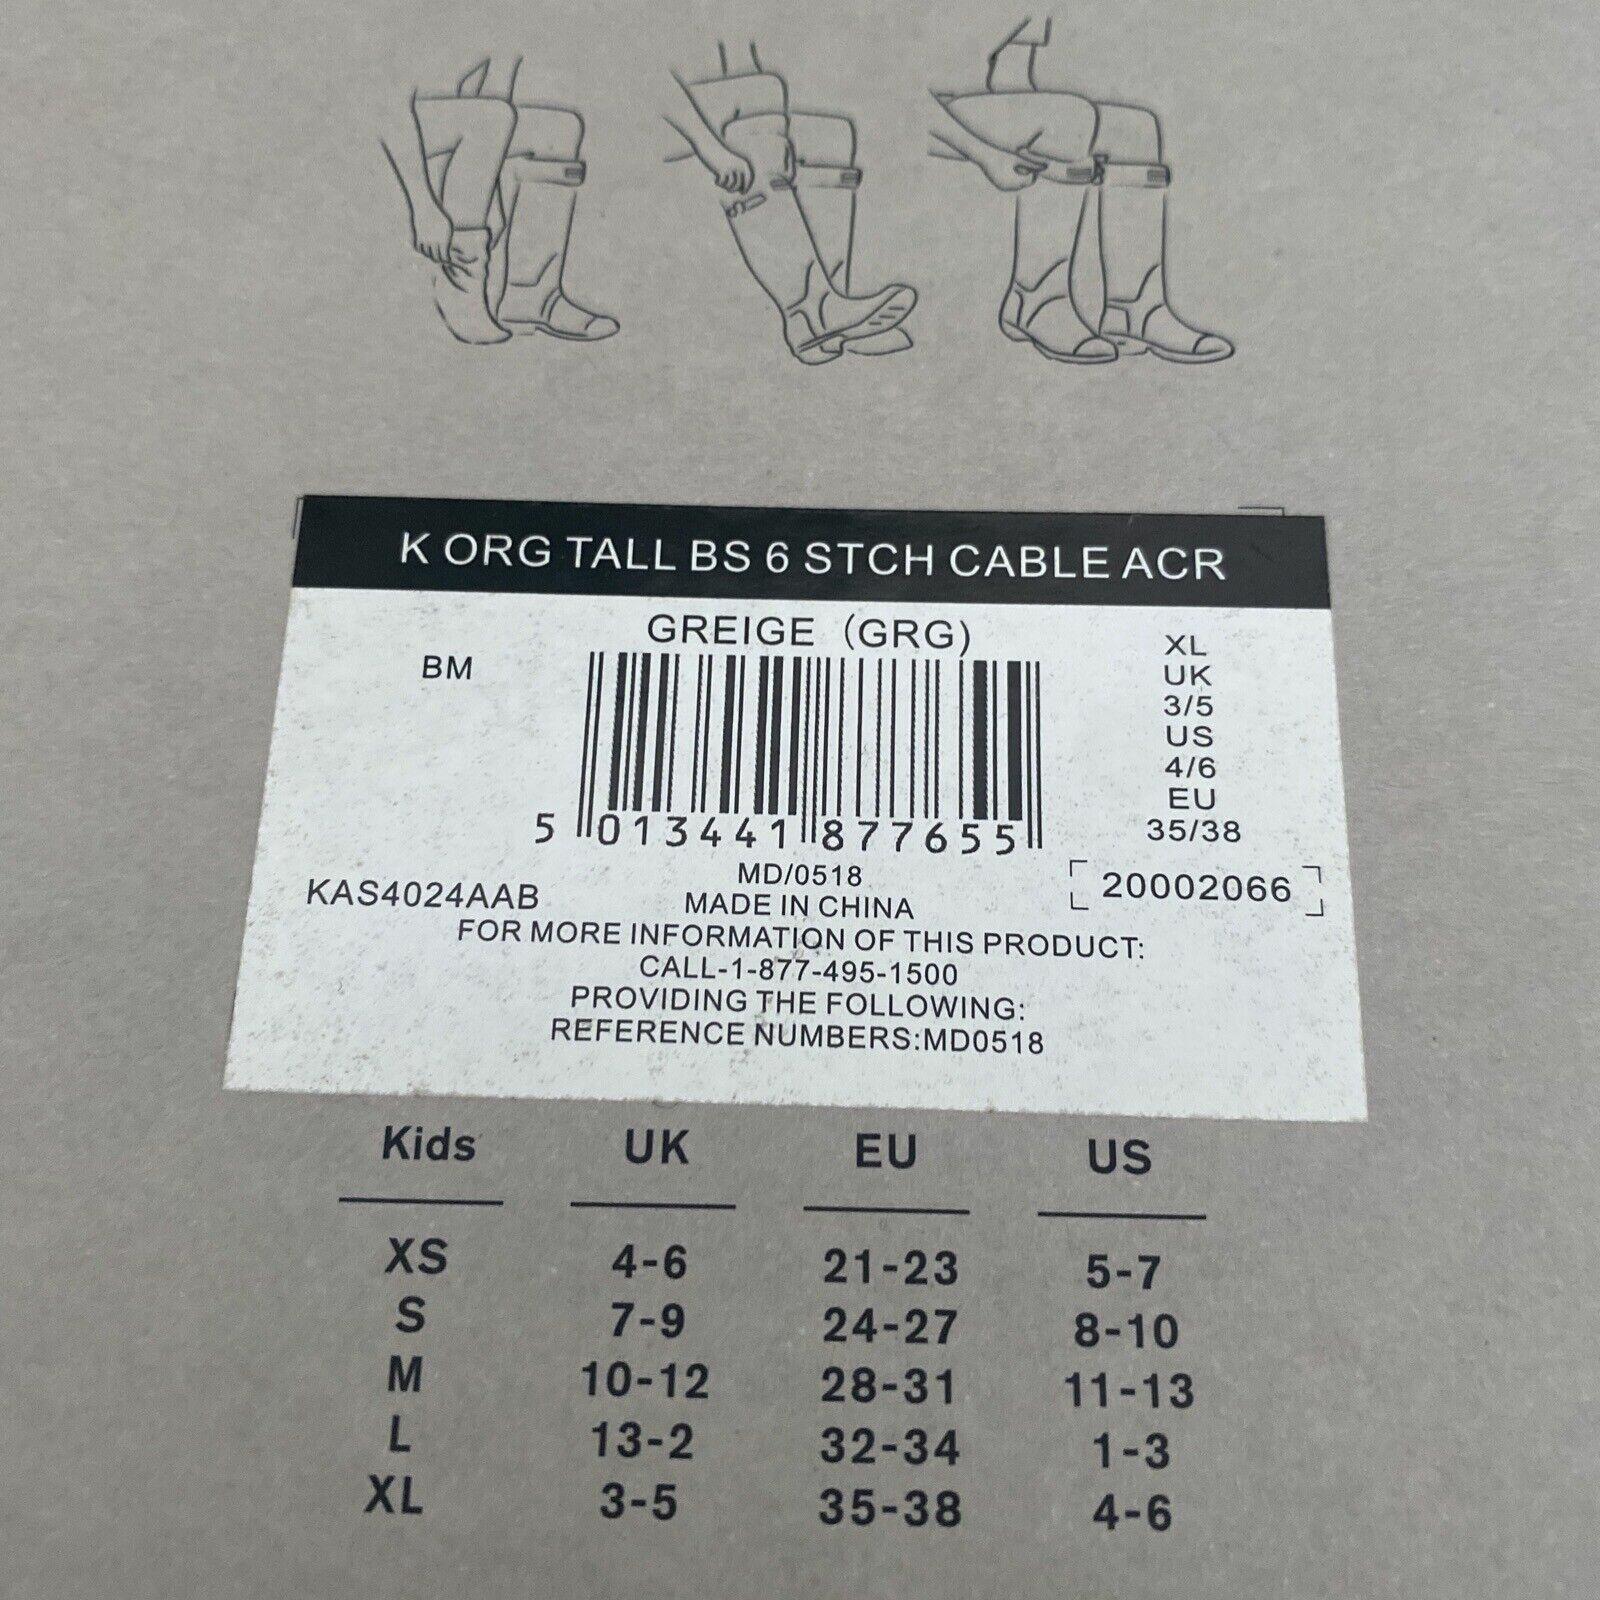 K ORG TALL BS 6 STCH CABLE ACR
GREIGE (GRG)
BM
XL
UK
3/5
US
4/6
EU
35/38
5 013441 877655
MD/0518
KAS4024AAB
MADE IN CHINA
20002066
FOR MORE INFORMATION OF THIS PRODUCT:
CALL-1-877-495-1500
PROVIDING THE FOLLOWING:
REFERENCE NUMBERS:MD0518
Kids UK EU US
XS 4-6 21-23 5-7
S 7-9 24-27 8-10
M 10-12 28-31 11-13
L 13-2 32-34 1-3
XL 3-5 35-38 4-6